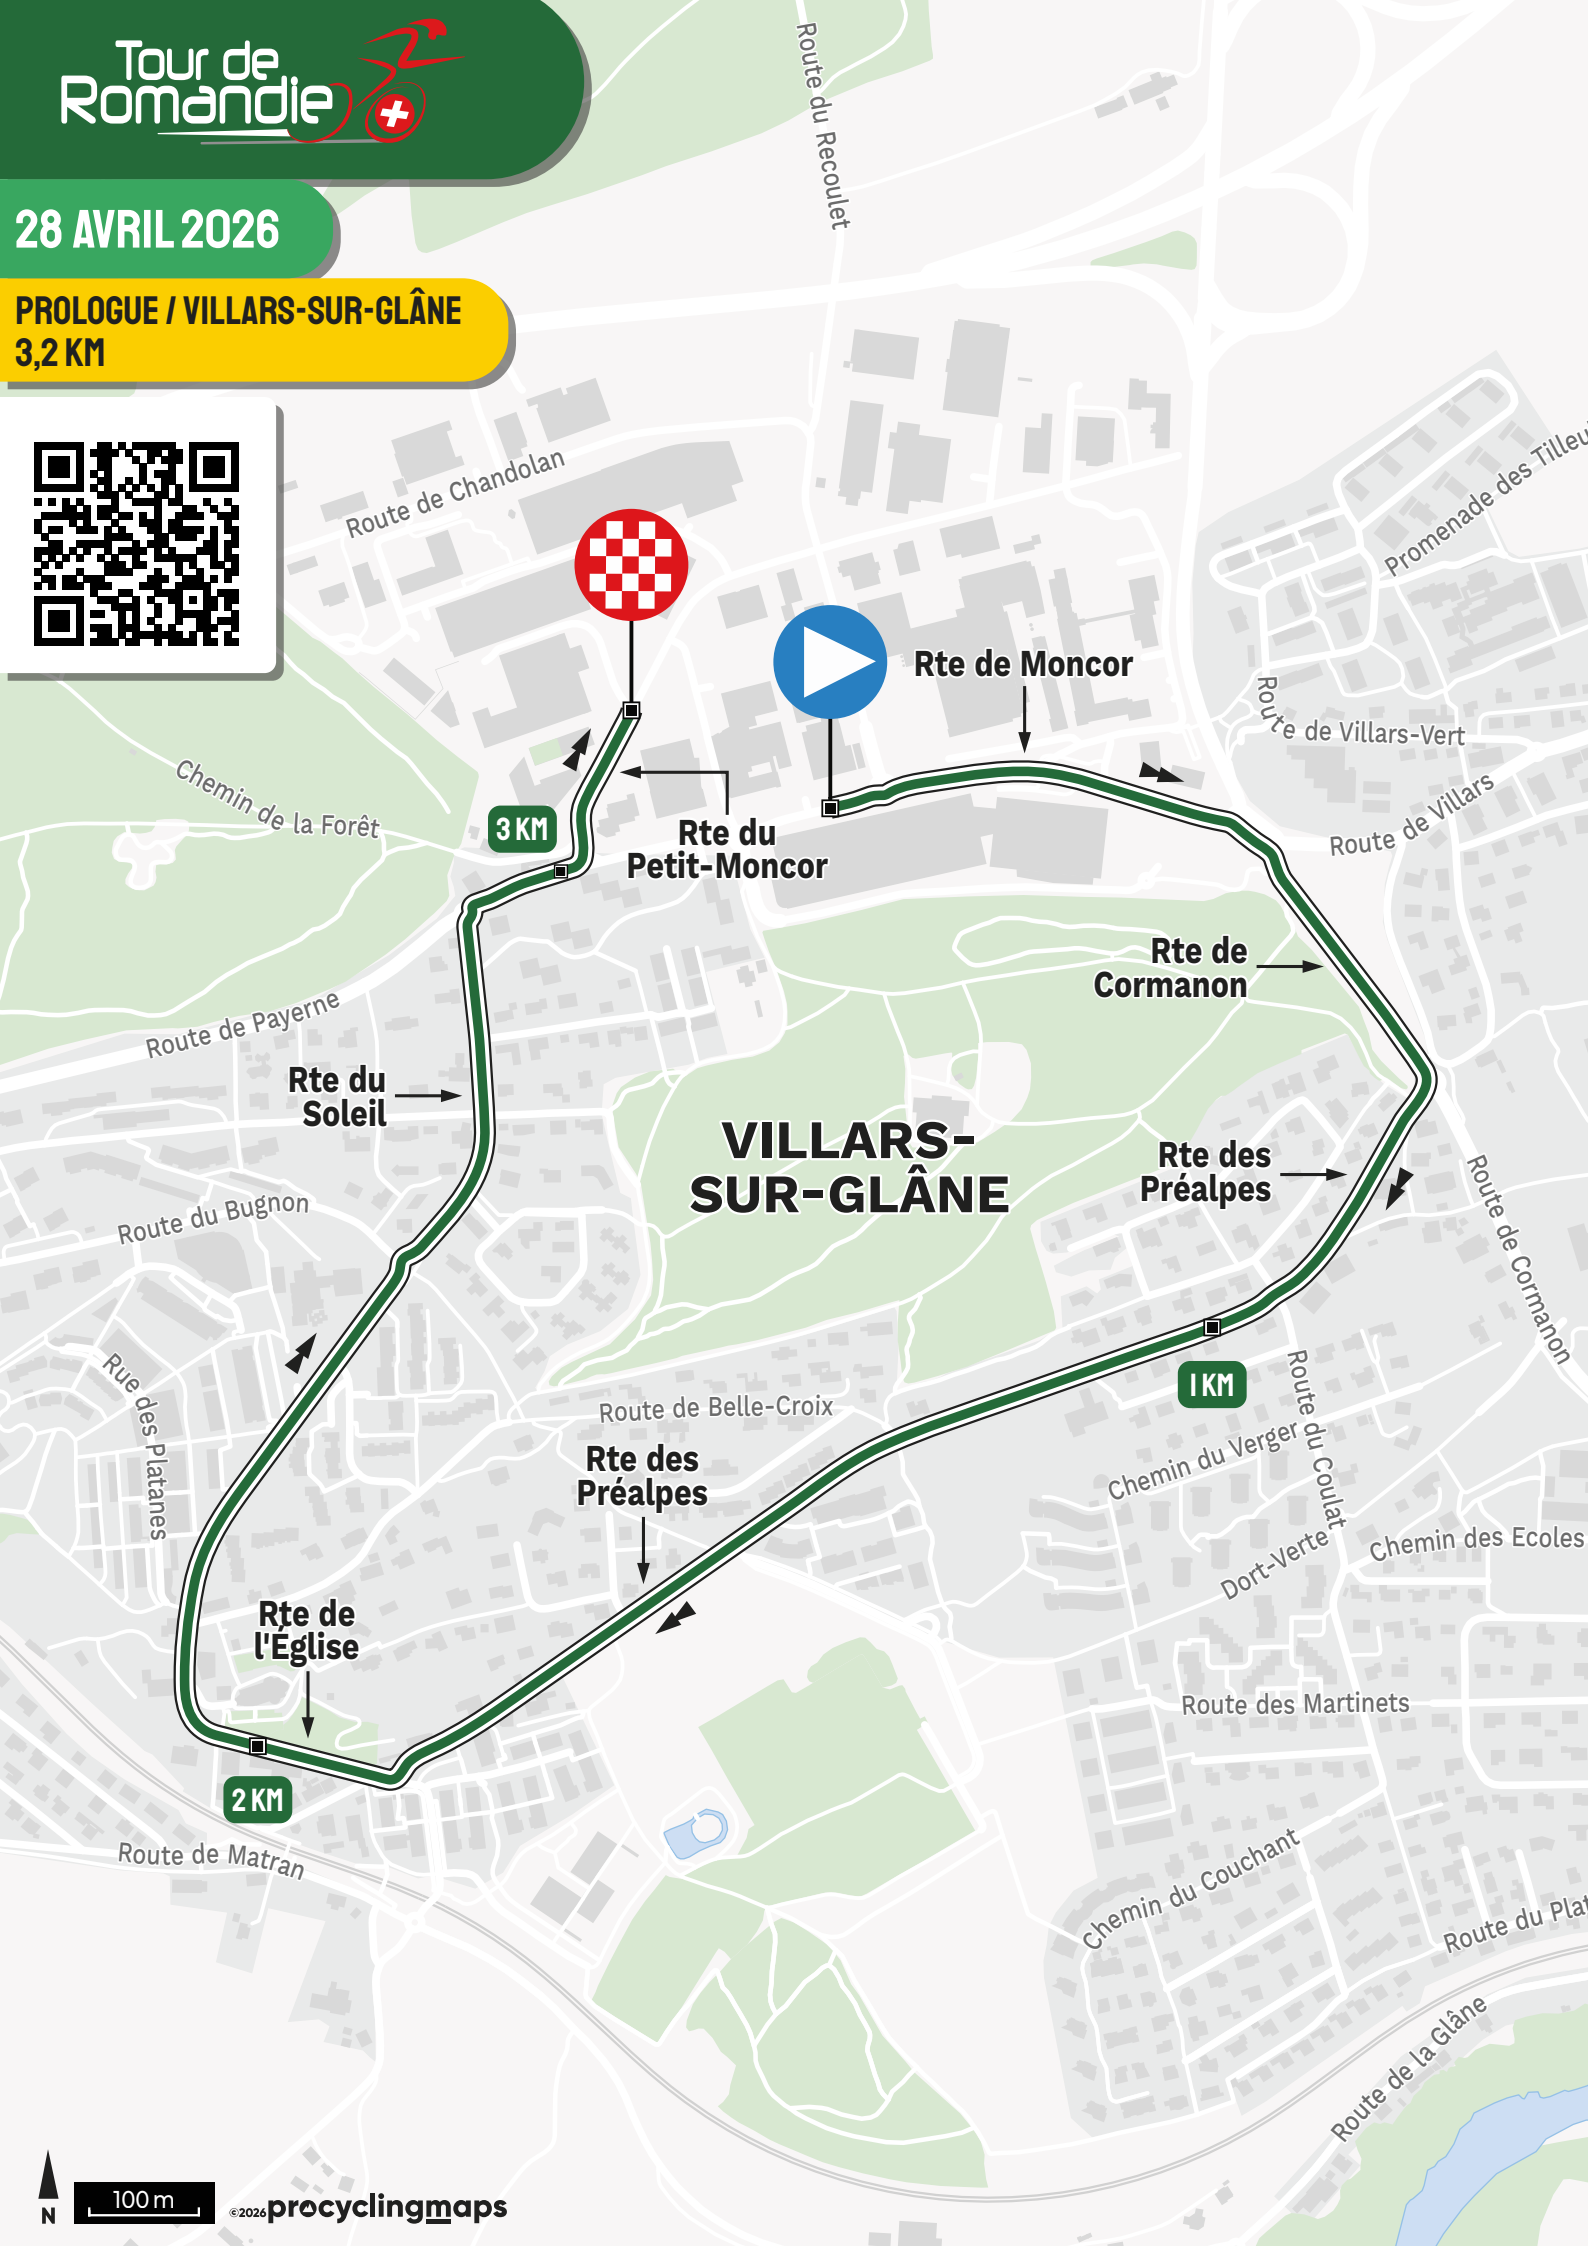 Tour de
Romandie
28 AVRIL 2026
PROLOGUE / VILLARS-SUR-GLÂNE
3,2 KM
Route du Recoulet
Route de Chandolan
Promenade des Tilleu
Rte de Moncor
Route de Villars-Vert
Route de Villars
Chemin de la Forêt
3 KM
Rte du
Petit-Moncor
Rte de
Cormanon
Route de Payerne
Rte du
Soleil
VILLARS-
SUR-GLÂNE
Rte des
Préalpes
Route de Cormanon
Route du Bugnon
Rue des Platanes
1 KM
Route de Belle-Croix
Route du Coulat
Chemin du Verger
Rte des
Préalpes
Dort-Verte
Chemin des Ecoles
Rte de
l'Église
Route des Martinets
2 KM
Route de Matran
Chemin du Couchant
Route du Plat
Route de la Glâne
N
100 m
©2026 procyclingmaps